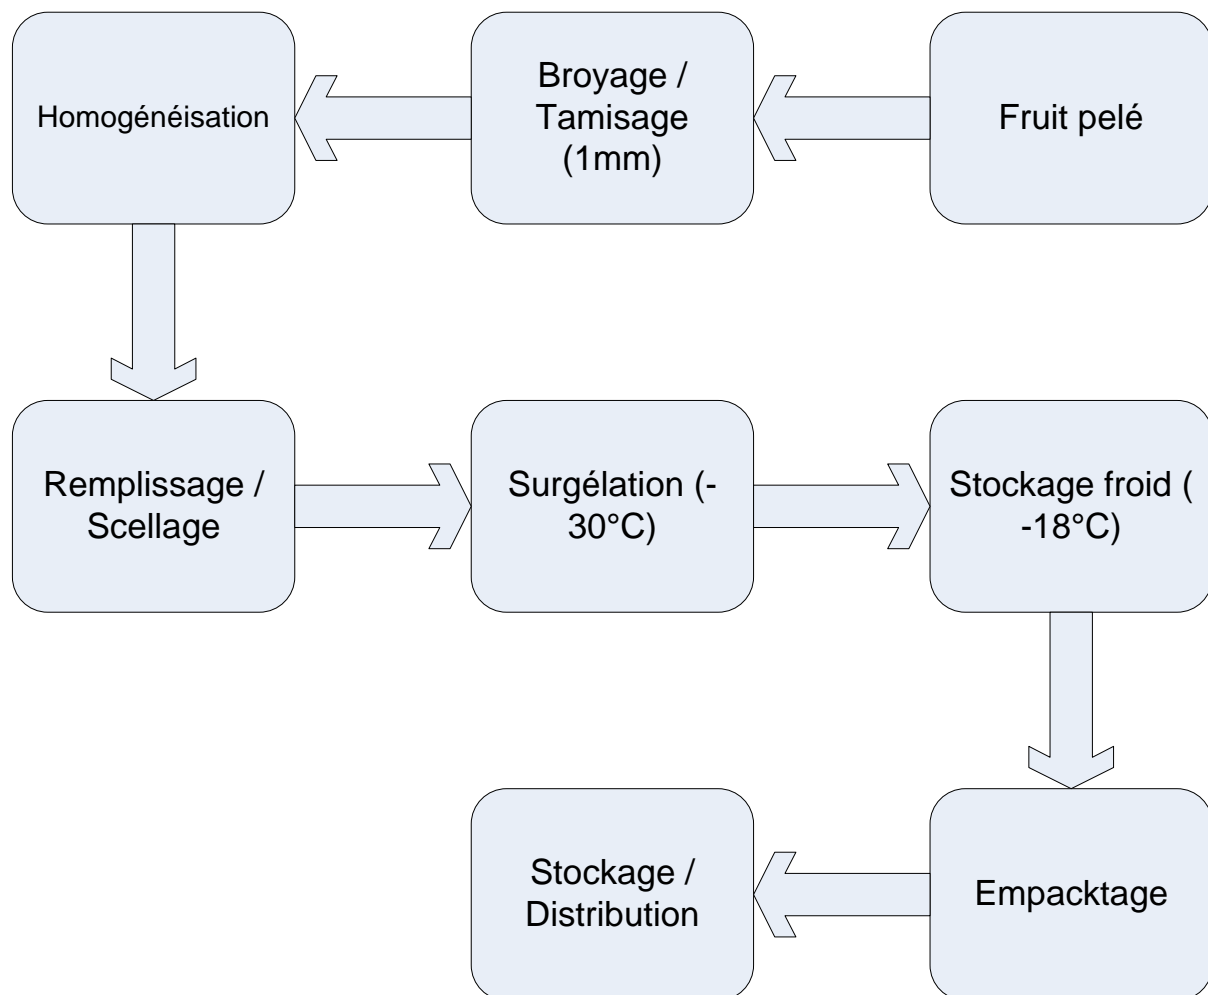 Homogénéisation
Broyage /
Tamisage
(1mm)
Fruit pelé
Remplissage /
Scellage
Surgélation (-
30°C)
Stockage froid (
-18°C)
Stockage /
Distribution
Empacktage